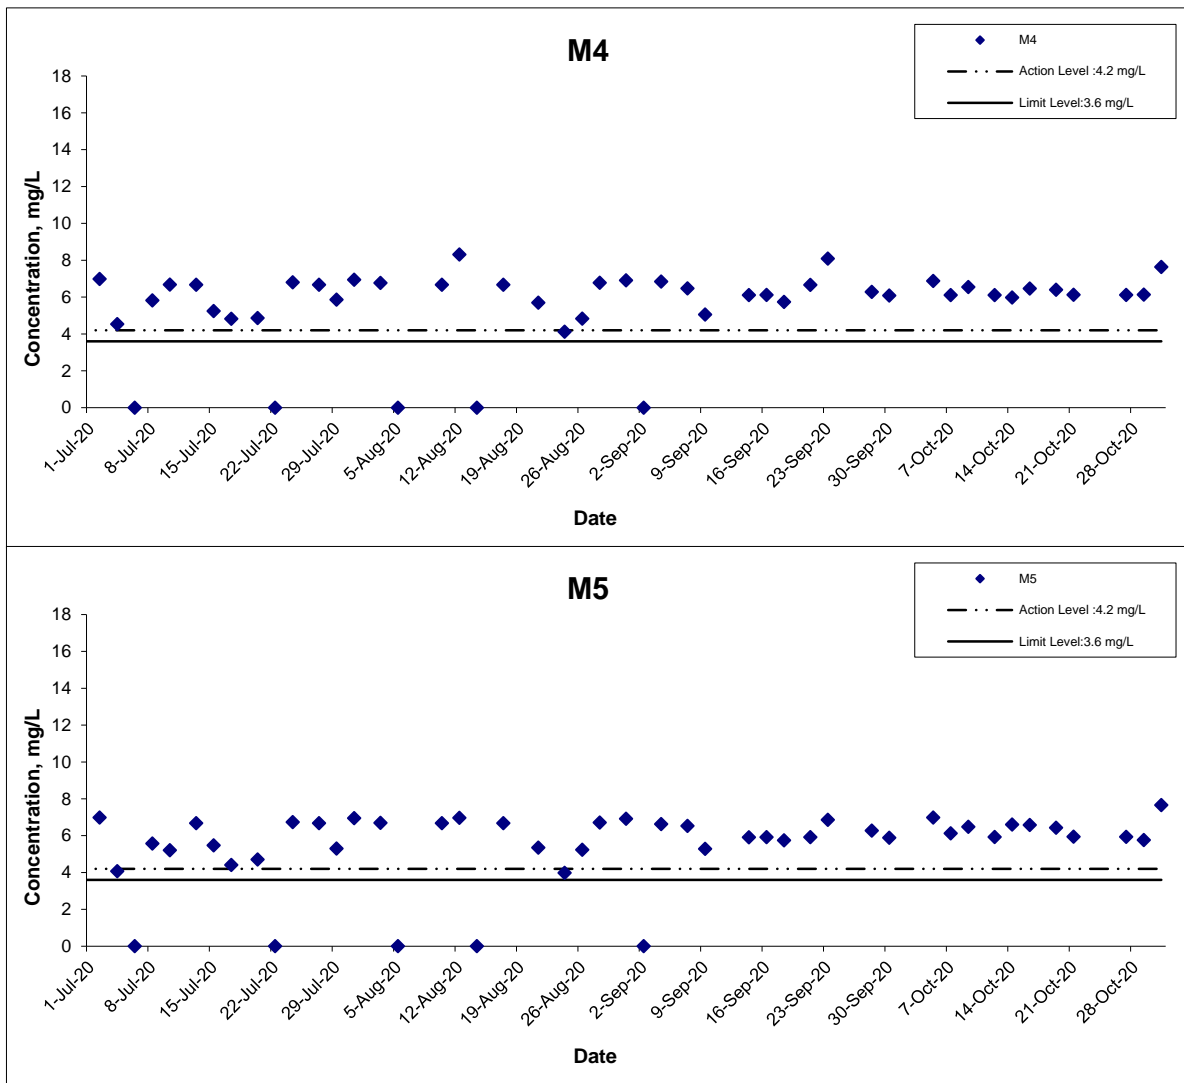 M4
M4
Action Level :4.2 mg/L
Limit Level:3.6 mg/L
Concentration, mg/L
18
16
14
12
10
8
6
4
2
0
1-Jul-20
8-Jul-20
15-Jul-20
22-Jul-20
29-Jul-20
5-Aug-20
12-Aug-20
19-Aug-20
26-Aug-20
2-Sep-20
9-Sep-20
16-Sep-20
23-Sep-20
30-Sep-20
7-Oct-20
14-Oct-20
21-Oct-20
28-Oct-20
Date
M5
M5
Action Level :4.2 mg/L
Limit Level:3.6 mg/L
Concentration, mg/L
18
16
14
12
10
8
6
4
2
0
1-Jul-20
8-Jul-20
15-Jul-20
22-Jul-20
29-Jul-20
5-Aug-20
12-Aug-20
19-Aug-20
26-Aug-20
2-Sep-20
9-Sep-20
16-Sep-20
23-Sep-20
30-Sep-20
7-Oct-20
14-Oct-20
21-Oct-20
28-Oct-20
Date